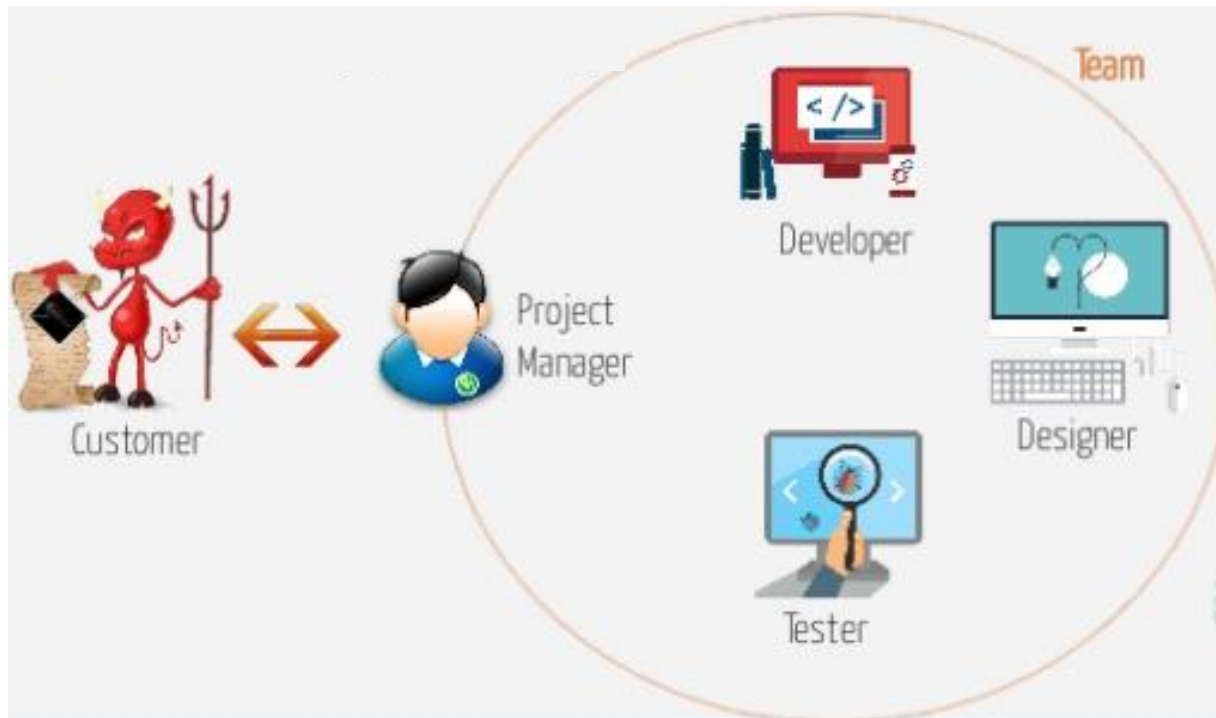 Team
</>
Developer
Project
Manager
Customer
Designer
Tester